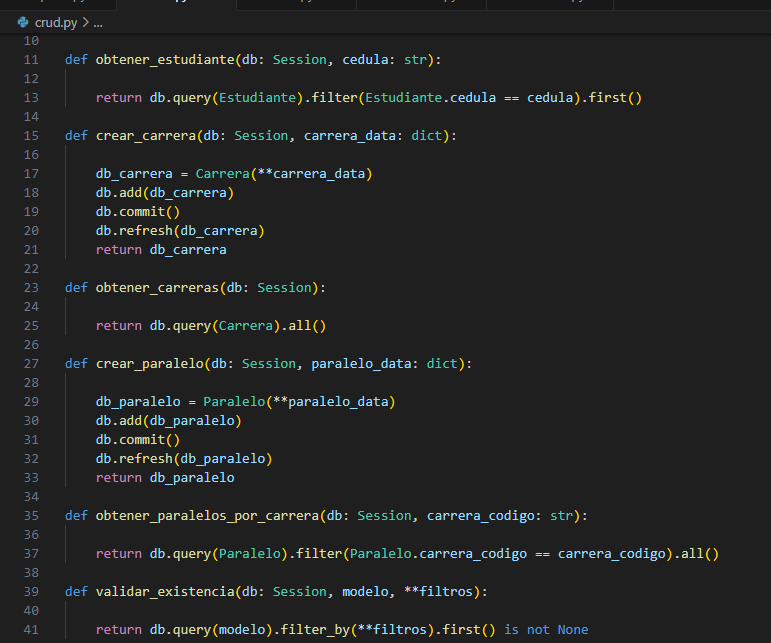 crud.py > ...
10
11 def obtener_estudiante(db: Session, cedula: str):
12
13     return db.query(Estudiante).filter(Estudiante.cedula == cedula).first()
14
15 def crear_carrera(db: Session, carrera_data: dict):
16
17     db_carrera = Carrera(**carrera_data)
18     db.add(db_carrera)
19     db.commit()
20     db.refresh(db_carrera)
21     return db_carrera
22
23 def obtener_carreras(db: Session):
24
25     return db.query(Carrera).all()
26
27 def crear_paralelo(db: Session, paralelo_data: dict):
28
29     db_paralelo = Paralelo(**paralelo_data)
30     db.add(db_paralelo)
31     db.commit()
32     db.refresh(db_paralelo)
33     return db_paralelo
34
35 def obtener_paralelos_por_carrera(db: Session, carrera_codigo: str):
36
37     return db.query(Paralelo).filter(Paralelo.carrera_codigo == carrera_codigo).all()
38
39 def validar_existencia(db: Session, modelo, **filtros):
40
41     return db.query(modelo).filter_by(**filtros).first() is not None